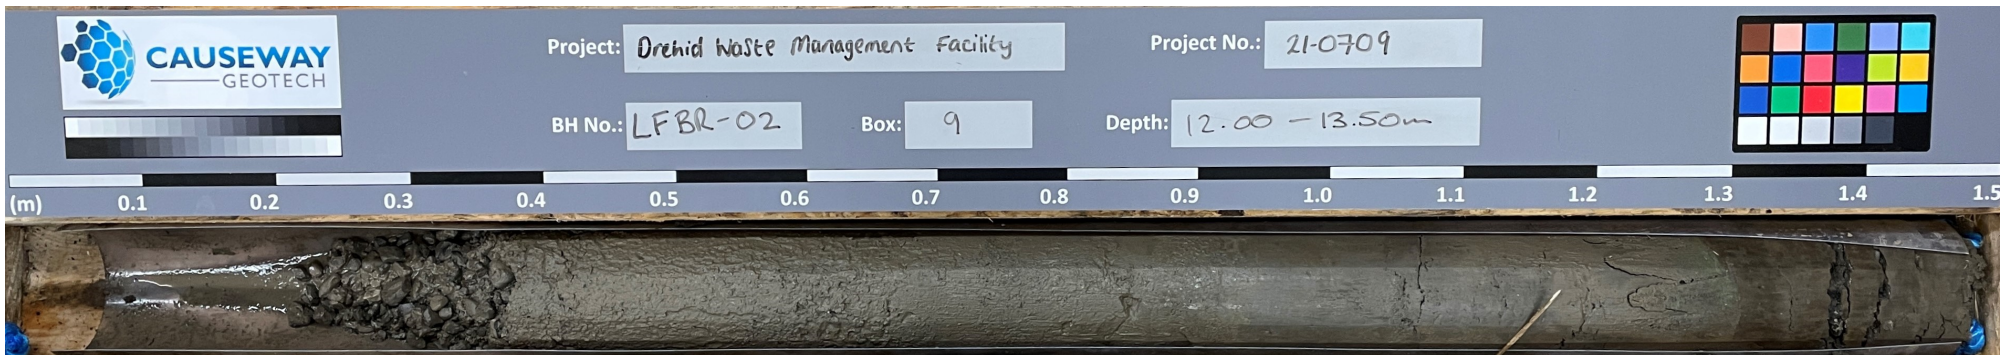 CAUSEWAY
GEOTECH
Project: Drehid Waste Management Facility
Project No.: 21-0709
BH No.: LFBR-02
Box: 9
Depth: 12.00 - 13.50m
(m) 0.1 0.2 0.3 0.4 0.5 0.6 0.7 0.8 0.9 1.0 1.1 1.2 1.3 1.4 1.5